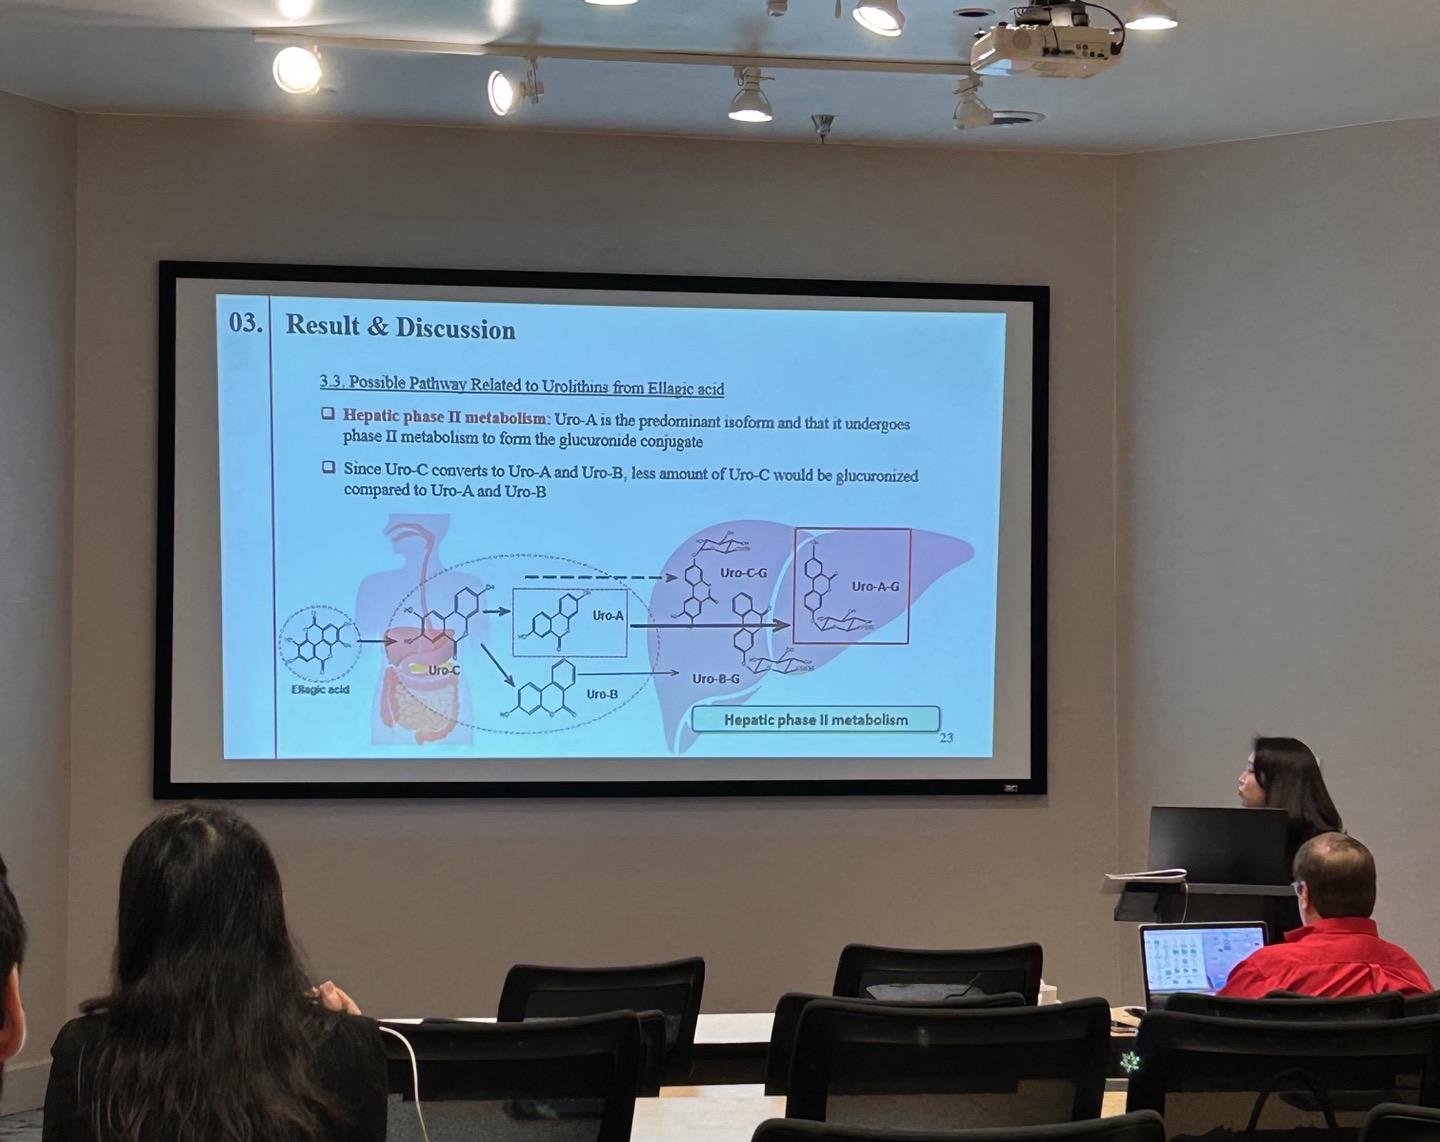 03. Result & Discussion
3.3. Possible Pathway Related to Urolithins from Ellagic acid
Hepatic phase II metabolism: Uro-A is the predominant isoform and that it undergoes
phase II metabolism to form the glucuronide conjugate
Since Uro-C converts to Uro-A and Uro-B, less amount of Uro-C would be glucuronized
compared to Uro-A and Uro-B
Uro-C-G
Uro-A-G
Uro-A
Uro-C
Ellagic acid
Uro-B
Uro-B-G
Hepatic phase II metabolism
23